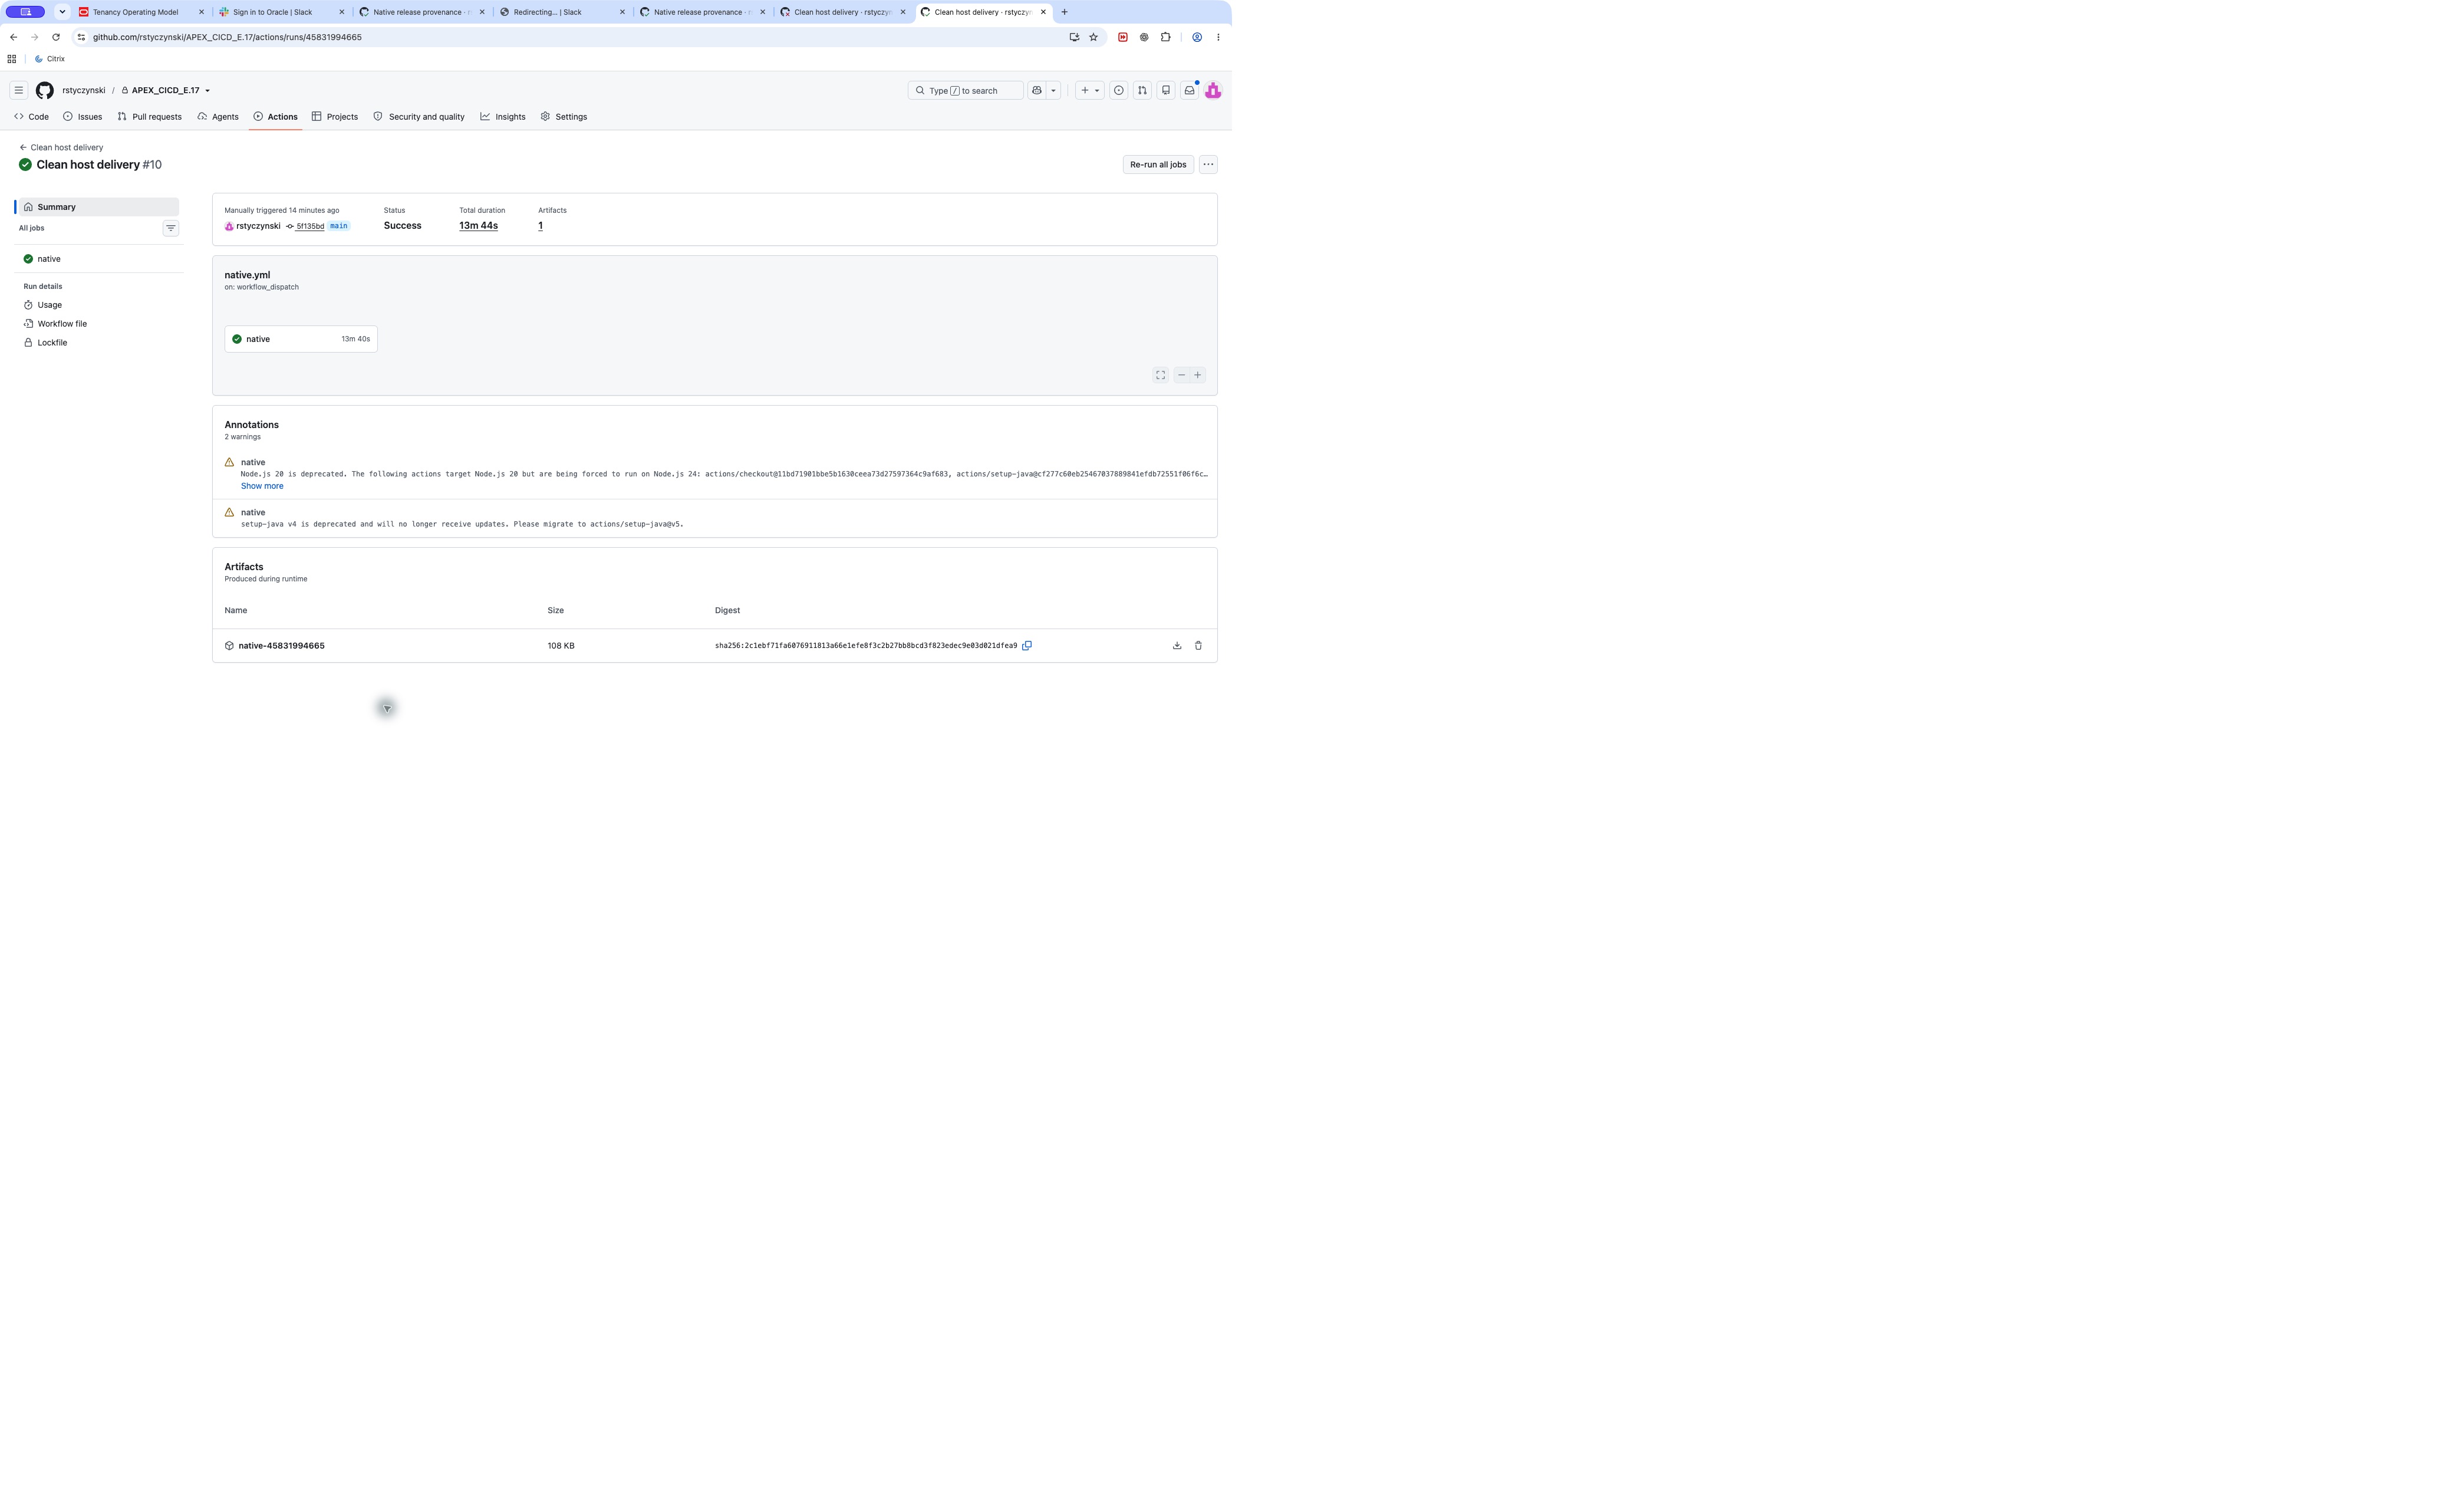 Tenancy Operating Model
Sign in to Oracle | Slack
Native release provenance
Redirecting... | Slack
Native release provenance
Clean host delivery · rstyczyn
Clean host delivery · rstyczyn
github.com/rstyczynski/APEX_CICD_E.17/actions/runs/45831994665
Citrix
rstyczynski / APEX_CICD_E.17
Type / to search
Code Issues Pull requests Agents Actions Projects Security and quality Insights Settings
Clean host delivery
Clean host delivery #10
Re-run all jobs
Summary
All jobs
native
Run details
Usage
Workflow file
Lockfile
Manually triggered 14 minutes ago Status Total duration Artifacts
rstyczynski 5f135bd main Success 13m 44s 1
native.yml
on: workflow_dispatch
native 13m 40s
Annotations
2 warnings
native
Node.js 20 is deprecated. The following actions target Node.js 20 but are being forced to run on Node.js 24: actions/checkout@11bd71901bbe5b1630ceea73d27597364c9af683, actions/setup-java@cf277c60eb25467037889841efdb72551f06f6c…
Show more
native
setup-java v4 is deprecated and will no longer receive updates. Please migrate to actions/setup-java@v5.
Artifacts
Produced during runtime
Name Size Digest
native-45831994665 108 KB sha256:2c1ebf71fa6076911813a66e1efe8f3c2b27bb8bcd3f823edec9e03d021dfea9